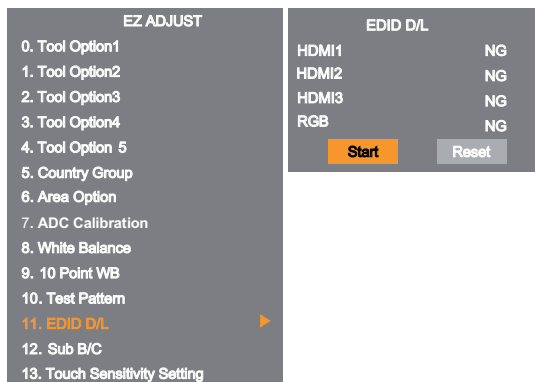 EZ ADJUST
0. Tool Option1
1. Tool Option2
2. Tool Option3
3. Tool Option4
4. Tool Option 5
5. Country Group
6. Area Option
7. ADC Calibration
8. White Balance
9. 10 Point WB
10. Test Pattern
11. EDID D/L
12. Sub B/C
13. Touch Sensitivity Setting
EDID D/L
HDMI1 NG
HDMI2 NG
HDMI3 NG
RGB NG
Start Reset